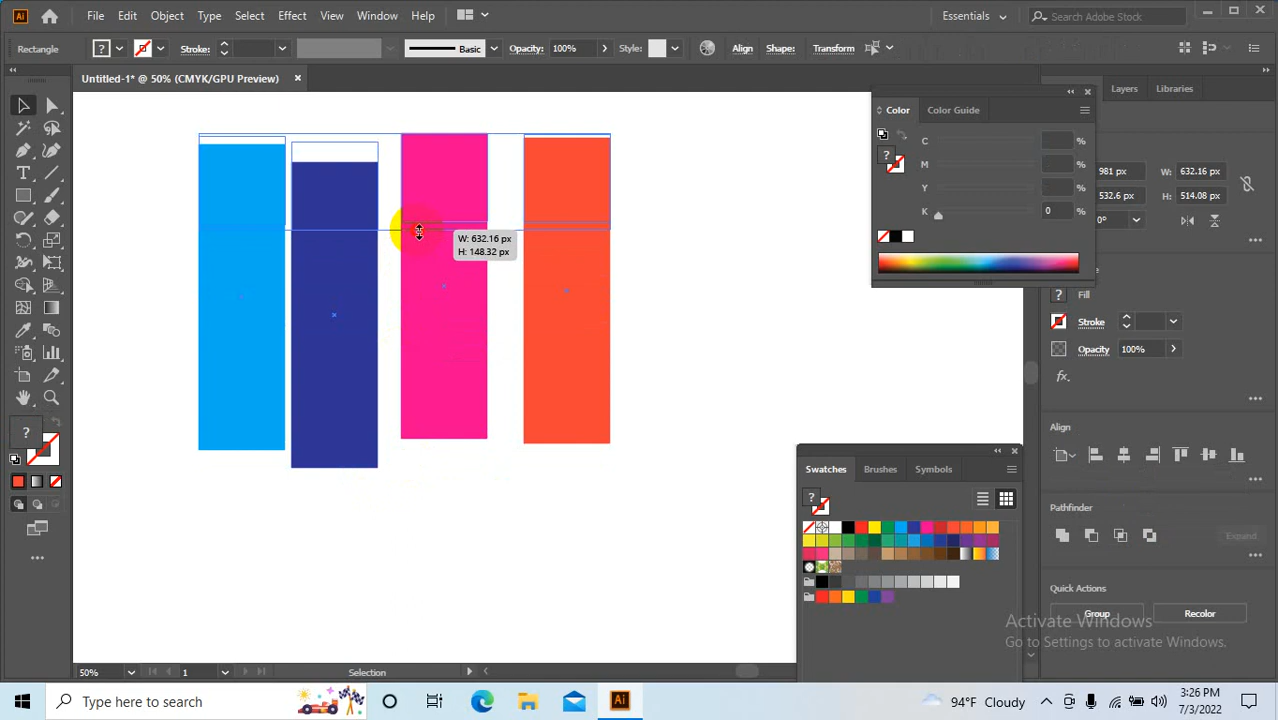 Ai File Edit Object Type Select Effect View Window Help Essentials Search Adobe Stock
Rectangle ? Stroke: Basic Opacity: 100% Style: Align Shape: Transform
Untitled-1* @ 50% (CMYK/GPU Preview) ×
Color Color Guide
Layers Libraries
C %
M %
Y %
K 0 %
?
981 px W: 632.16 px
532.6 px H: 514.08 px
0°
W: 632.16 px
H: 148.32 px
? Fill
Stroke
Opacity 100%
fx.
Align
Swatches Brushes Symbols
?
Pathfinder
Expand
Quick Actions
Group Recolor
Activate Windows
Go to Settings to activate Windows.
?
50% 1 Selection
Type here to search
Ai
94°F Cloudy
3:26 PM
7/3/2022